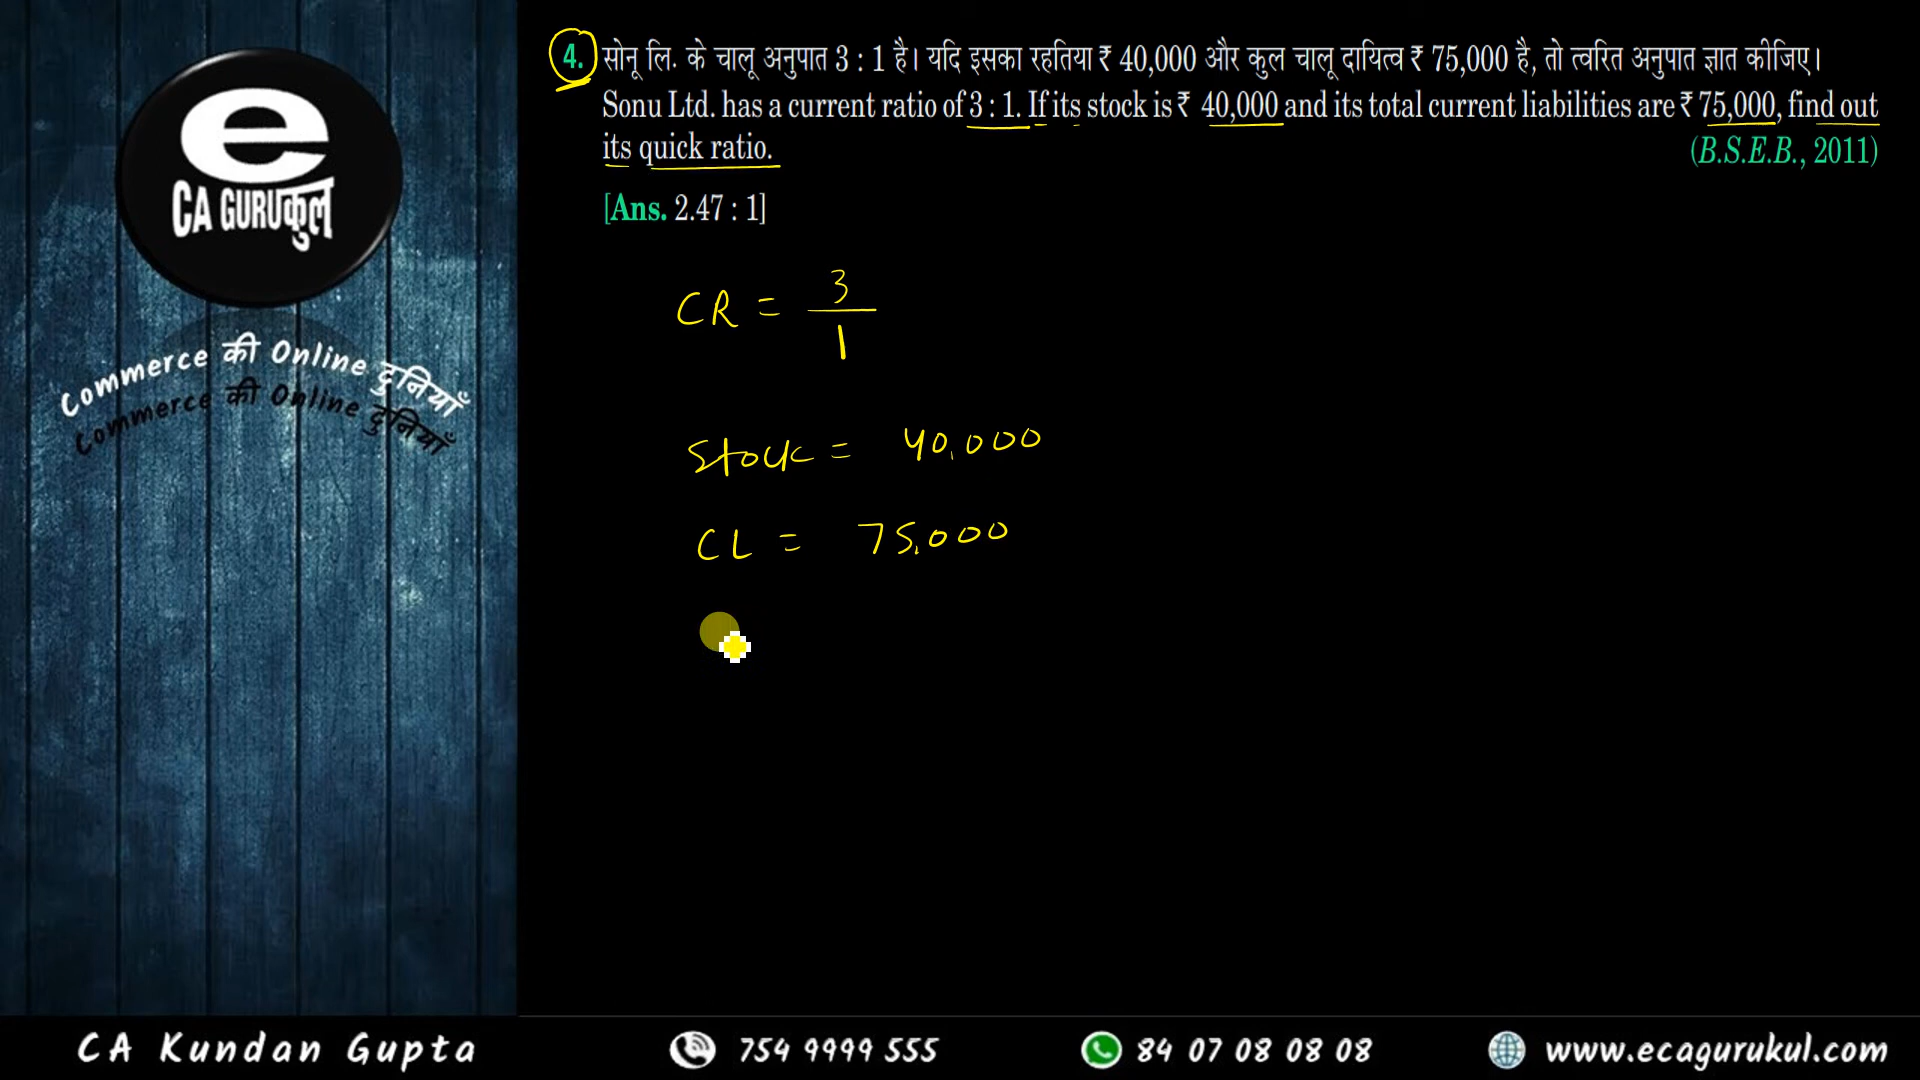 e
CA GURUकुल
Commerce की Online दुनियाँ
4. सोनू लि. के चालू अनुपात 3 : 1 है। यदि इसका रहतिया ₹ 40,000 और कुल चालू दायित्व ₹ 75,000 है, तो त्वरित अनुपात ज्ञात कीजिए।
Sonu Ltd. has a current ratio of 3 : 1. If its stock is ₹ 40,000 and its total current liabilities are ₹ 75,000, find out
its quick ratio. (B.S.E.B., 2011)
[Ans. 2.47 : 1]
CR = 3/1
Stock = 40,000
CL = 75,000
CA Kundan Gupta 754 9999 555 84 07 08 08 08 www.ecagurukul.com